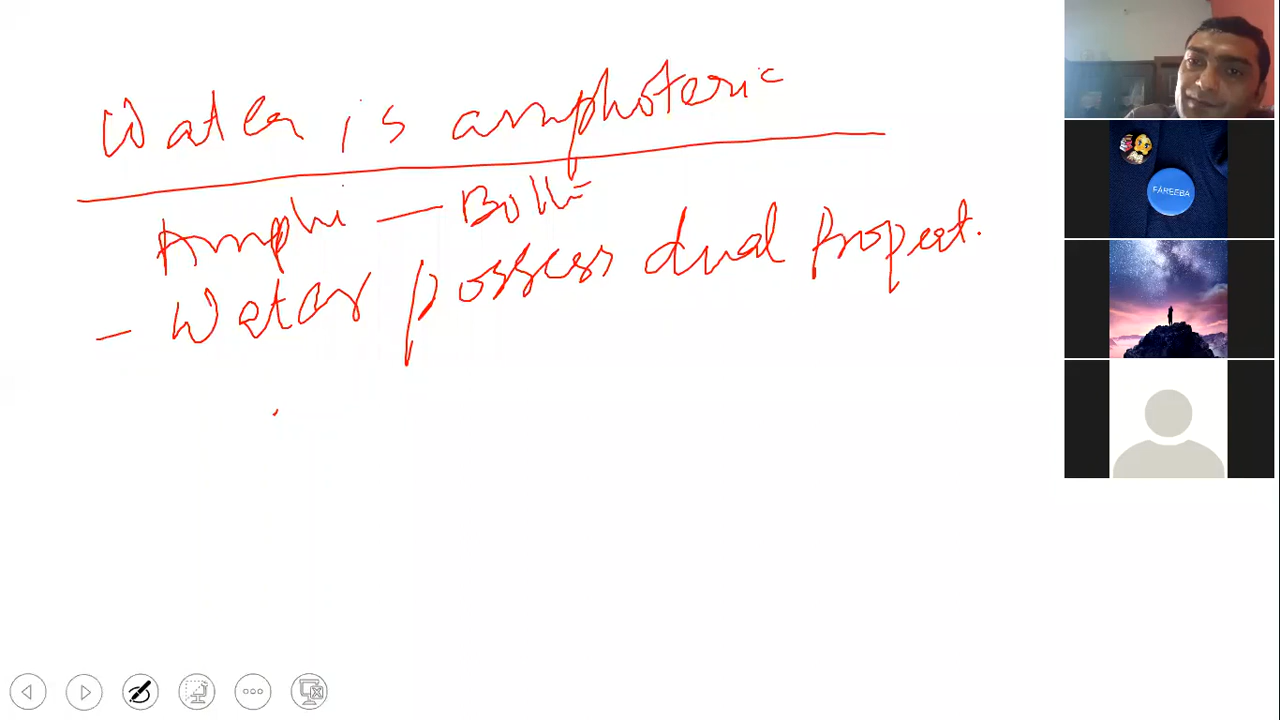 Water is amphoteric
Amphi — Both
- Water possess dual Propert.
FAREEBA